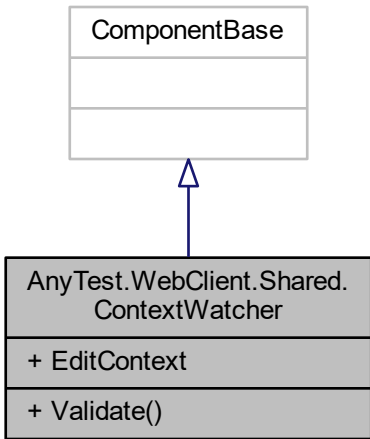 ComponentBase
AnyTest.WebClient.Shared.
ContextWatcher
+ EditContext
+ Validate()